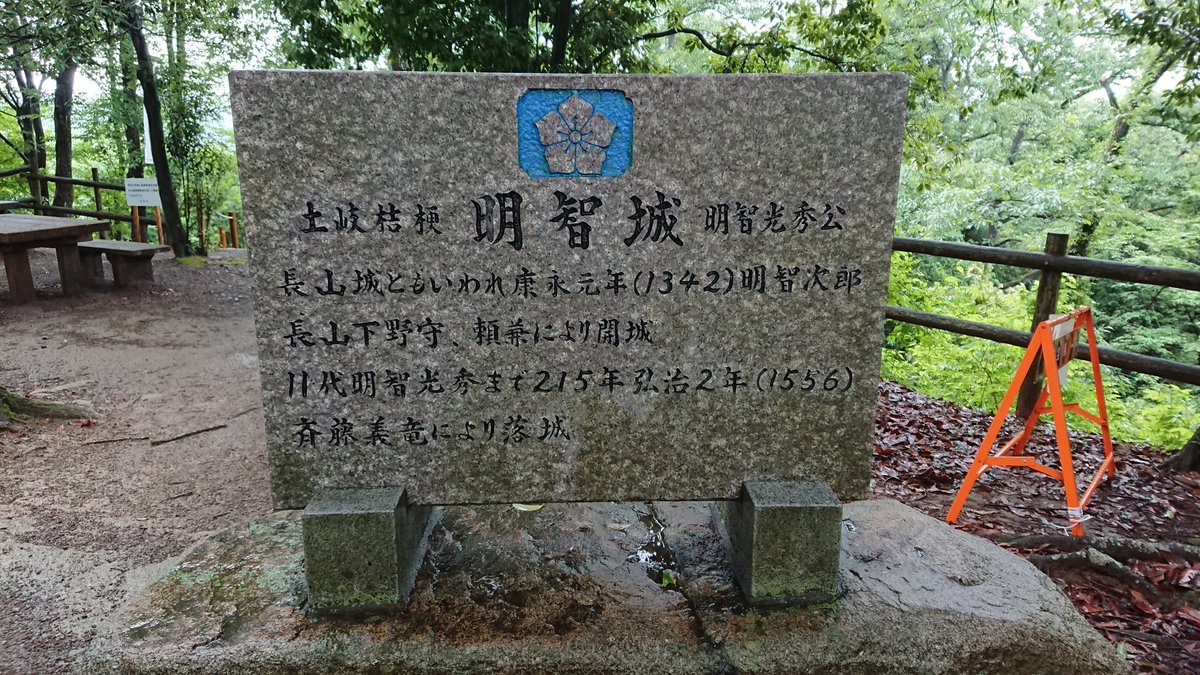 土岐桔梗 明智城 明智光秀公
長山城ともいわれ康永元年(1342)明智次郎
長山下野守、頼兼により開城
川代明智光秀まで215年弘治2年(1556)
斉藤義竜により落城